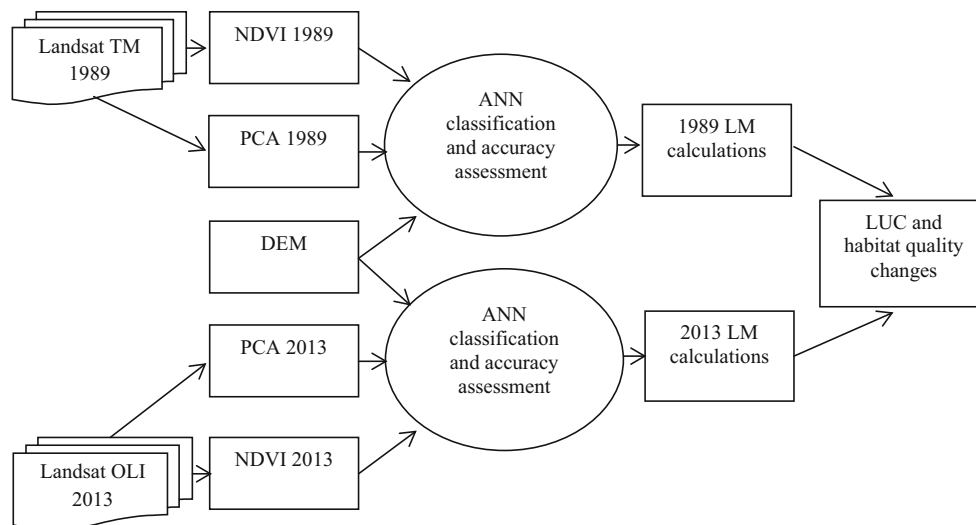 Landsat TM
1989
NDVI 1989
PCA 1989
DEM
PCA 2013
NDVI 2013
Landsat OLI
2013
ANN
classification
and accuracy
assessment
ANN
classification
and accuracy
assessment
1989 LM
calculations
2013 LM
calculations
LUC and
habitat quality
changes